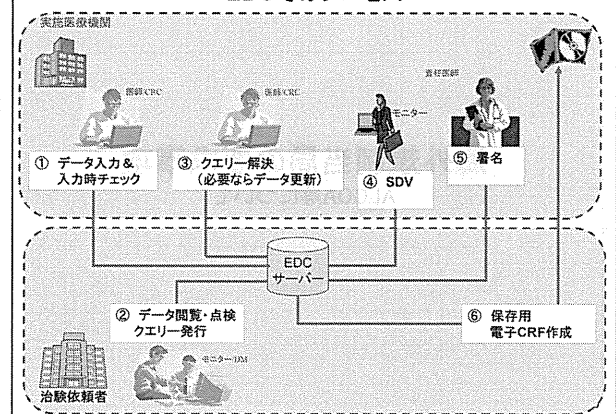 実施医療機関
医師/CRC
医師/CRC
モニター
責任医師
① データ入力&
入力時チェック
③ クエリー解決
(必要ならデータ更新)
④ SDV
⑤ 署名
EDC
サーバー
② データ閲覧・点検
クエリー発行
⑥ 保存用
電子CRF作成
モニター/DM
治験依頼者